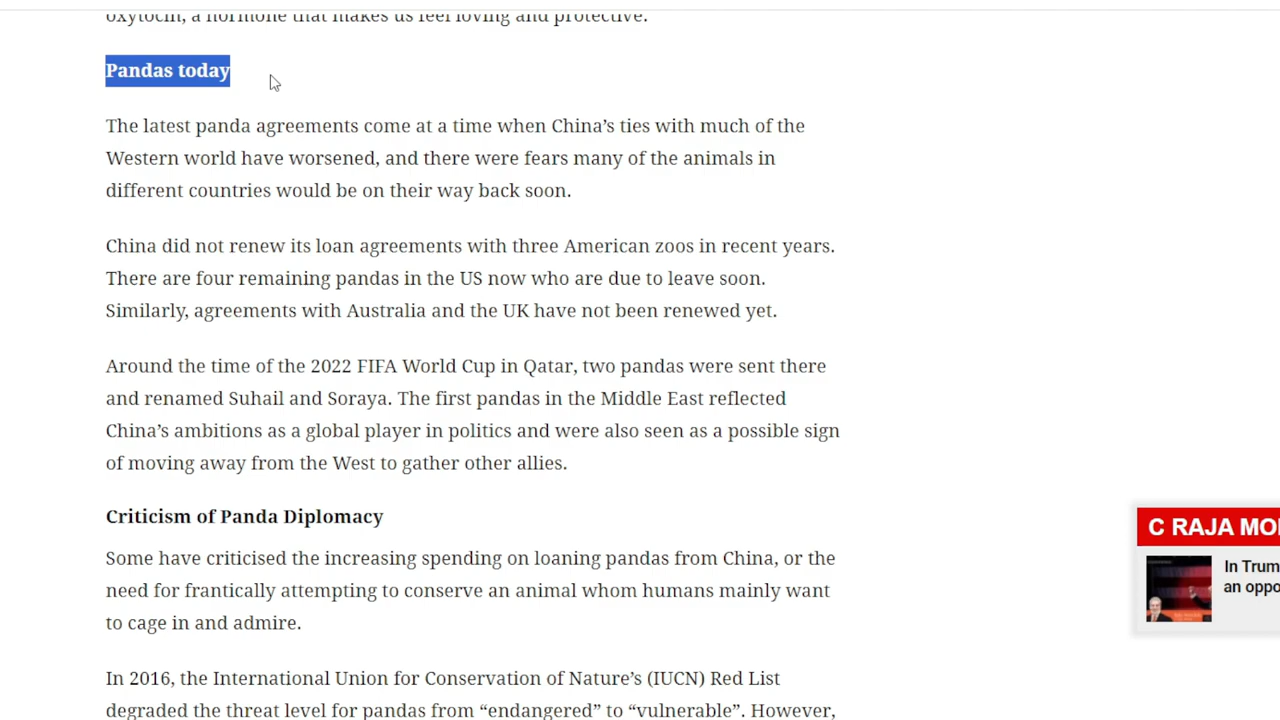 oxytocin, a hormone that makes us feel loving and protective.
Pandas today
The latest panda agreements come at a time when China’s ties with much of the
Western world have worsened, and there were fears many of the animals in
different countries would be on their way back soon.
China did not renew its loan agreements with three American zoos in recent years.
There are four remaining pandas in the US now who are due to leave soon.
Similarly, agreements with Australia and the UK have not been renewed yet.
Around the time of the 2022 FIFA World Cup in Qatar, two pandas were sent there
and renamed Suhail and Soraya. The first pandas in the Middle East reflected
China’s ambitions as a global player in politics and were also seen as a possible sign
of moving away from the West to gather other allies.
Criticism of Panda Diplomacy
Some have criticised the increasing spending on loaning pandas from China, or the
need for frantically attempting to conserve an animal whom humans mainly want
to cage in and admire.
In 2016, the International Union for Conservation of Nature’s (IUCN) Red List
degraded the threat level for pandas from “endangered” to “vulnerable”. However,
C RAJA MO
In Trum
an oppo